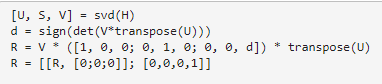 [U, S, V] = svd(H)
d = sign(det(V*transpose(U)))
R = V * ([1, 0, 0; 0, 1, 0; 0, 0, d]) * transpose(U)
R = [[R, [0;0;0]]; [0,0,0,1]]